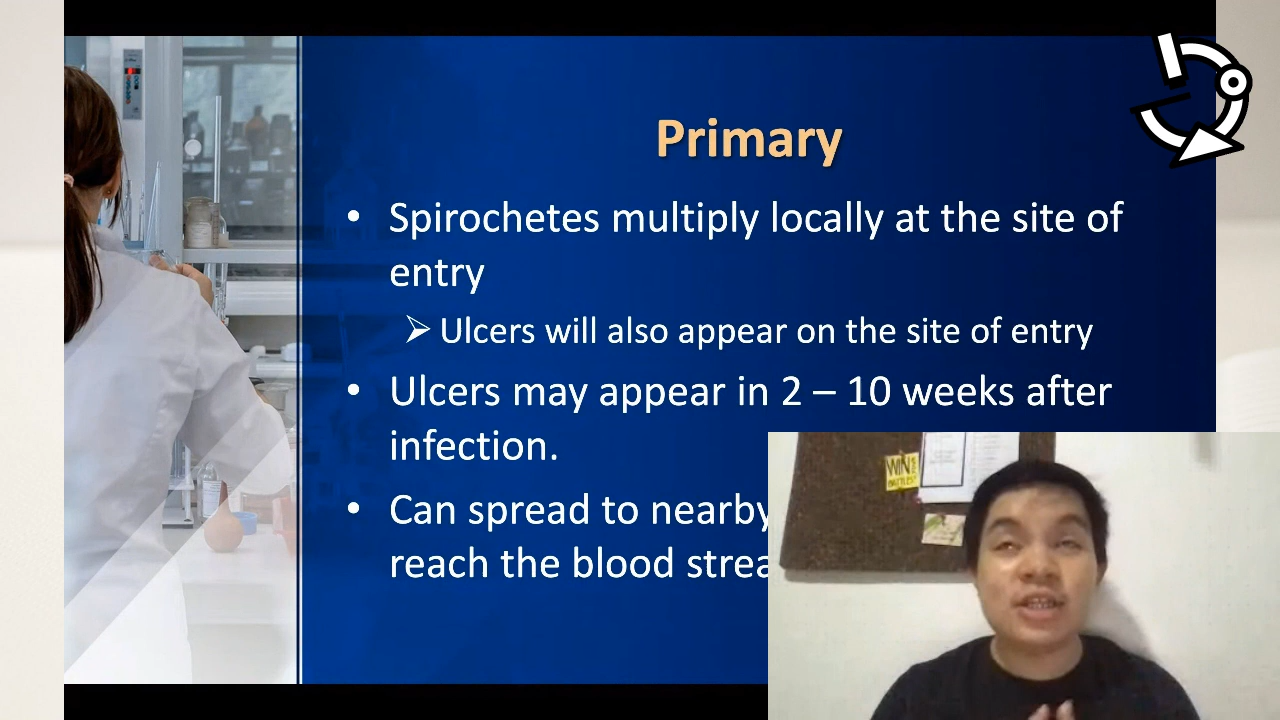 Primary
• Spirochetes multiply locally at the site of
entry
➢ Ulcers will also appear on the site of entry
• Ulcers may appear in 2 – 10 weeks after
infection.
• Can spread to nearby
reach the blood
WIN
BATTLES!